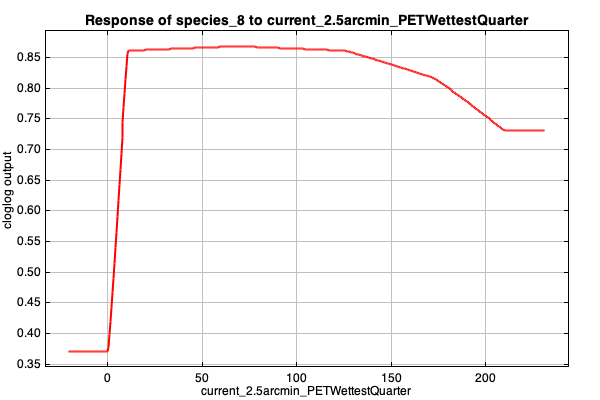 Response of species_8 to current_2.5arcmin_PETWettestQuarter
0.85
0.80
0.75
0.70
0.65
0.60
0.55
0.50
0.45
0.40
0.35
cloglog output
0 50 100 150 200
current_2.5arcmin_PETWettestQuarter